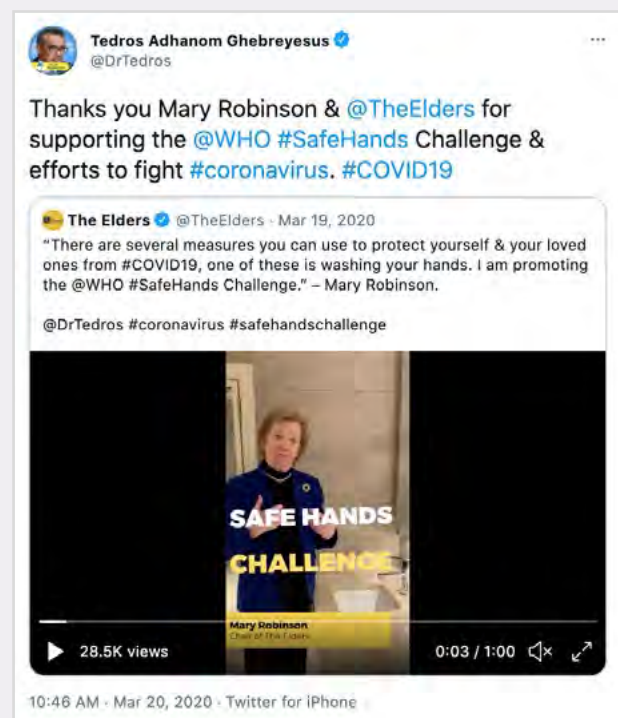 Tedros Adhanom Ghebreyesus
@DrTedros
Thanks you Mary Robinson & @TheElders for
supporting the @WHO #SafeHands Challenge &
efforts to fight #coronavirus. #COVID19
The Elders @TheElders · Mar 19, 2020
“There are several measures you can use to protect yourself & your loved
ones from #COVID19, one of these is washing your hands. I am promoting
the @WHO #SafeHands Challenge.” – Mary Robinson.
@DrTedros #coronavirus #safehandschallenge
SAFE HANDS
CHALLENGE
Mary Robinson
Chair of The Elders
28.5K views
0:03 / 1:00
10:46 AM · Mar 20, 2020 · Twitter for iPhone